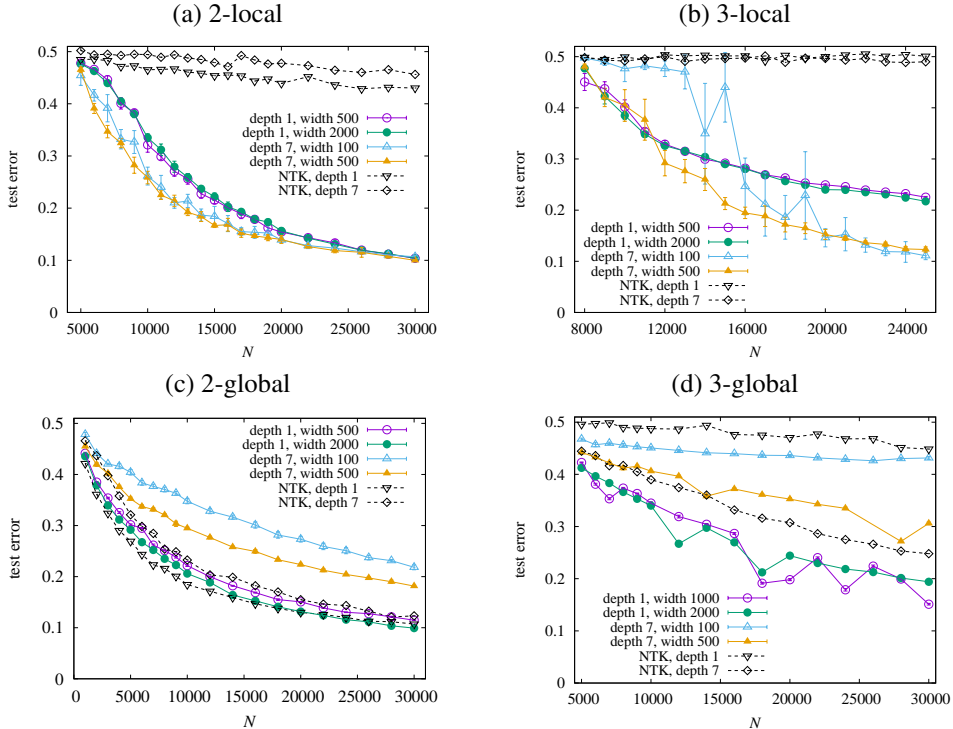 (a) 2-local
0.5
0.4
0.3
0.2
0.1
0
test error
depth 1, width 500
depth 1, width 2000
depth 7, width 100
depth 7, width 500
NTK, depth 1
NTK, depth 7
5000 10000 15000 20000 25000 30000
N
(b) 3-local
0.5
0.4
0.3
0.2
0.1
0
test error
depth 1, width 500
depth 1, width 2000
depth 7, width 100
depth 7, width 500
NTK, depth 1
NTK, depth 7
8000 12000 16000 20000 24000
N
(c) 2-global
0.5
0.4
0.3
0.2
0.1
0
test error
depth 1, width 500
depth 1, width 2000
depth 7, width 100
depth 7, width 500
NTK, depth 1
NTK, depth 7
0 5000 10000 15000 20000 25000 30000
N
(d) 3-global
0.5
0.4
0.3
0.2
0.1
0
test error
depth 1, width 1000
depth 1, width 2000
depth 7, width 100
depth 7, width 500
NTK, depth 1
NTK, depth 7
5000 10000 15000 20000 25000 30000
N